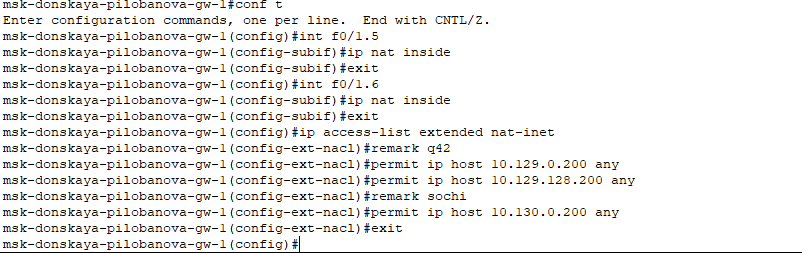 msk-donskaya-pilobanova-gw-1#conf t
Enter configuration commands, one per line.  End with CNTL/Z.
msk-donskaya-pilobanova-gw-1(config)#int f0/1.5
msk-donskaya-pilobanova-gw-1(config-subif)#ip nat inside
msk-donskaya-pilobanova-gw-1(config-subif)#exit
msk-donskaya-pilobanova-gw-1(config)#int f0/1.6
msk-donskaya-pilobanova-gw-1(config-subif)#ip nat inside
msk-donskaya-pilobanova-gw-1(config-subif)#exit
msk-donskaya-pilobanova-gw-1(config)#ip access-list extended nat-inet
msk-donskaya-pilobanova-gw-1(config-ext-nacl)#remark q42
msk-donskaya-pilobanova-gw-1(config-ext-nacl)#permit ip host 10.129.0.200 any
msk-donskaya-pilobanova-gw-1(config-ext-nacl)#permit ip host 10.129.128.200 any
msk-donskaya-pilobanova-gw-1(config-ext-nacl)#remark sochi
msk-donskaya-pilobanova-gw-1(config-ext-nacl)#permit ip host 10.130.0.200 any
msk-donskaya-pilobanova-gw-1(config-ext-nacl)#exit
msk-donskaya-pilobanova-gw-1(config)#